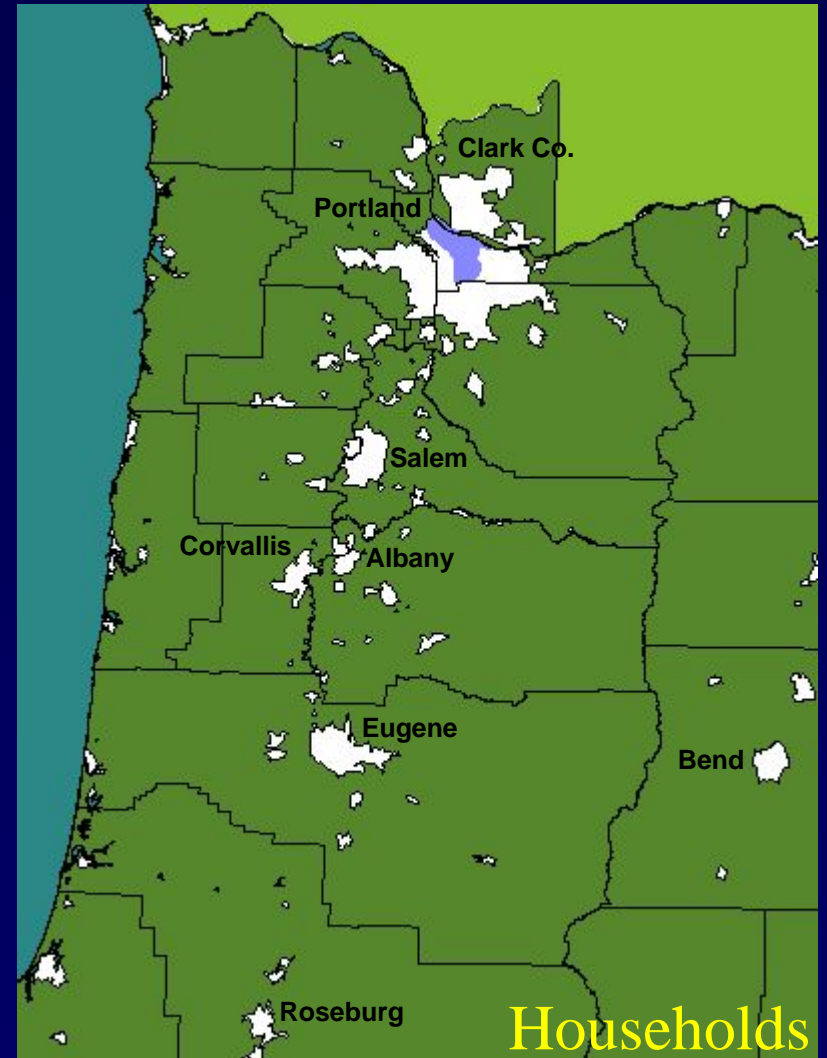 Clark Co.
Portland
Salem
Corvallis
Albany
Eugene
Bend
Roseburg
Households